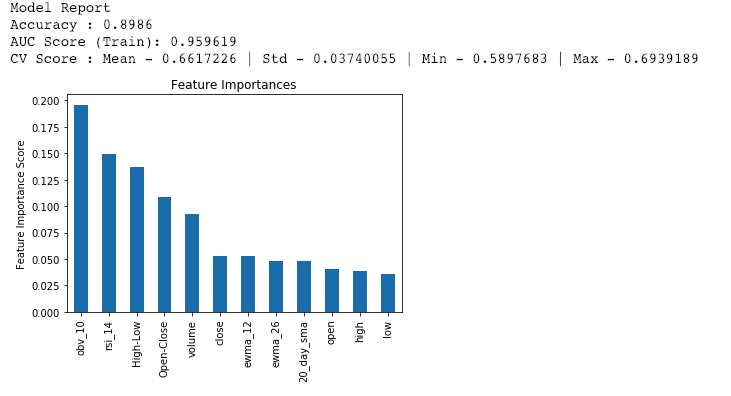 Model Report
Accuracy : 0.8986
AUC Score (Train): 0.959619
CV Score : Mean - 0.6617226 | Std - 0.03740055 | Min - 0.5897683 | Max - 0.6939189
Feature Importances
Feature Importance Score
0.200
0.175
0.150
0.125
0.100
0.075
0.050
0.025
0.000
obv_10
rsi_14
High-Low
Open-Close
volume
close
ewma_12
ewma_26
20_day_sma
open
high
low